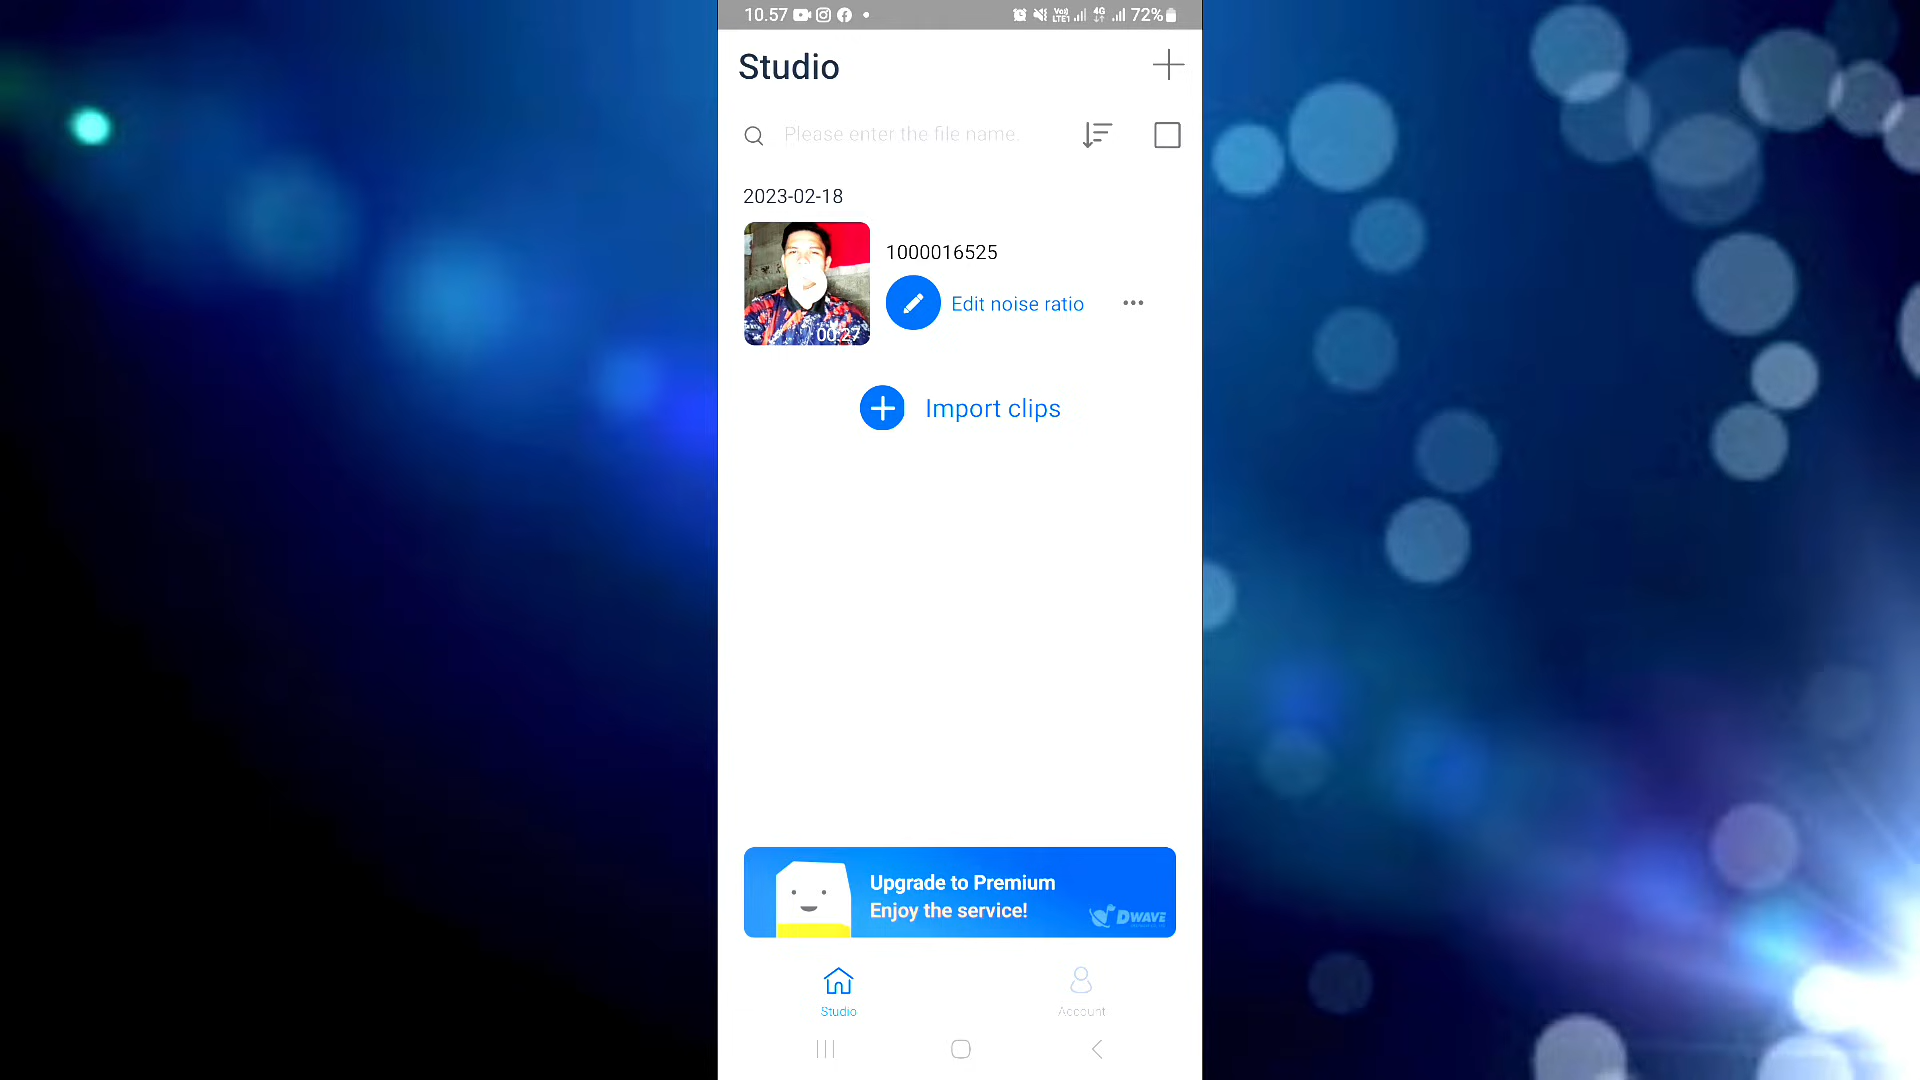 10.57 72%
Studio
Please enter the file name.
2023-02-18
00:27
1000016525
Edit noise ratio
Import clips
Upgrade to Premium
Enjoy the service!
DWAVE
Studio
Account